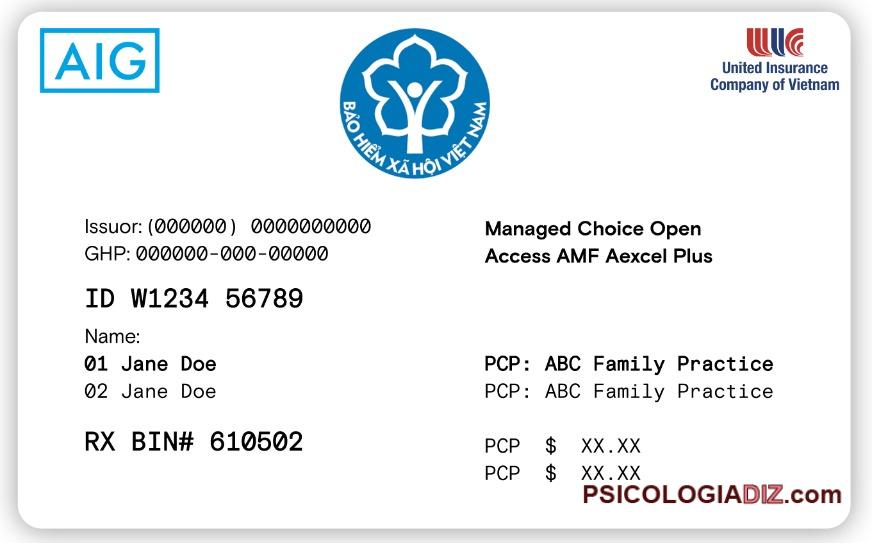 AIG
BẢO HIỂM XÃ HỘI VIỆT NAM
UIC
United Insurance
Company of Vietnam
Issuor: (000000) 0000000000
GHP: 000000-000-00000
Managed Choice Open
Access AMF Aexcel Plus
ID W1234 56789
Name:
01 Jane Doe
02 Jane Doe
PCP: ABC Family Practice
PCP: ABC Family Practice
RX BIN# 610502
PCP $ XX.XX
PCP $ XX.XX
PSICOLOGIADIZ.com